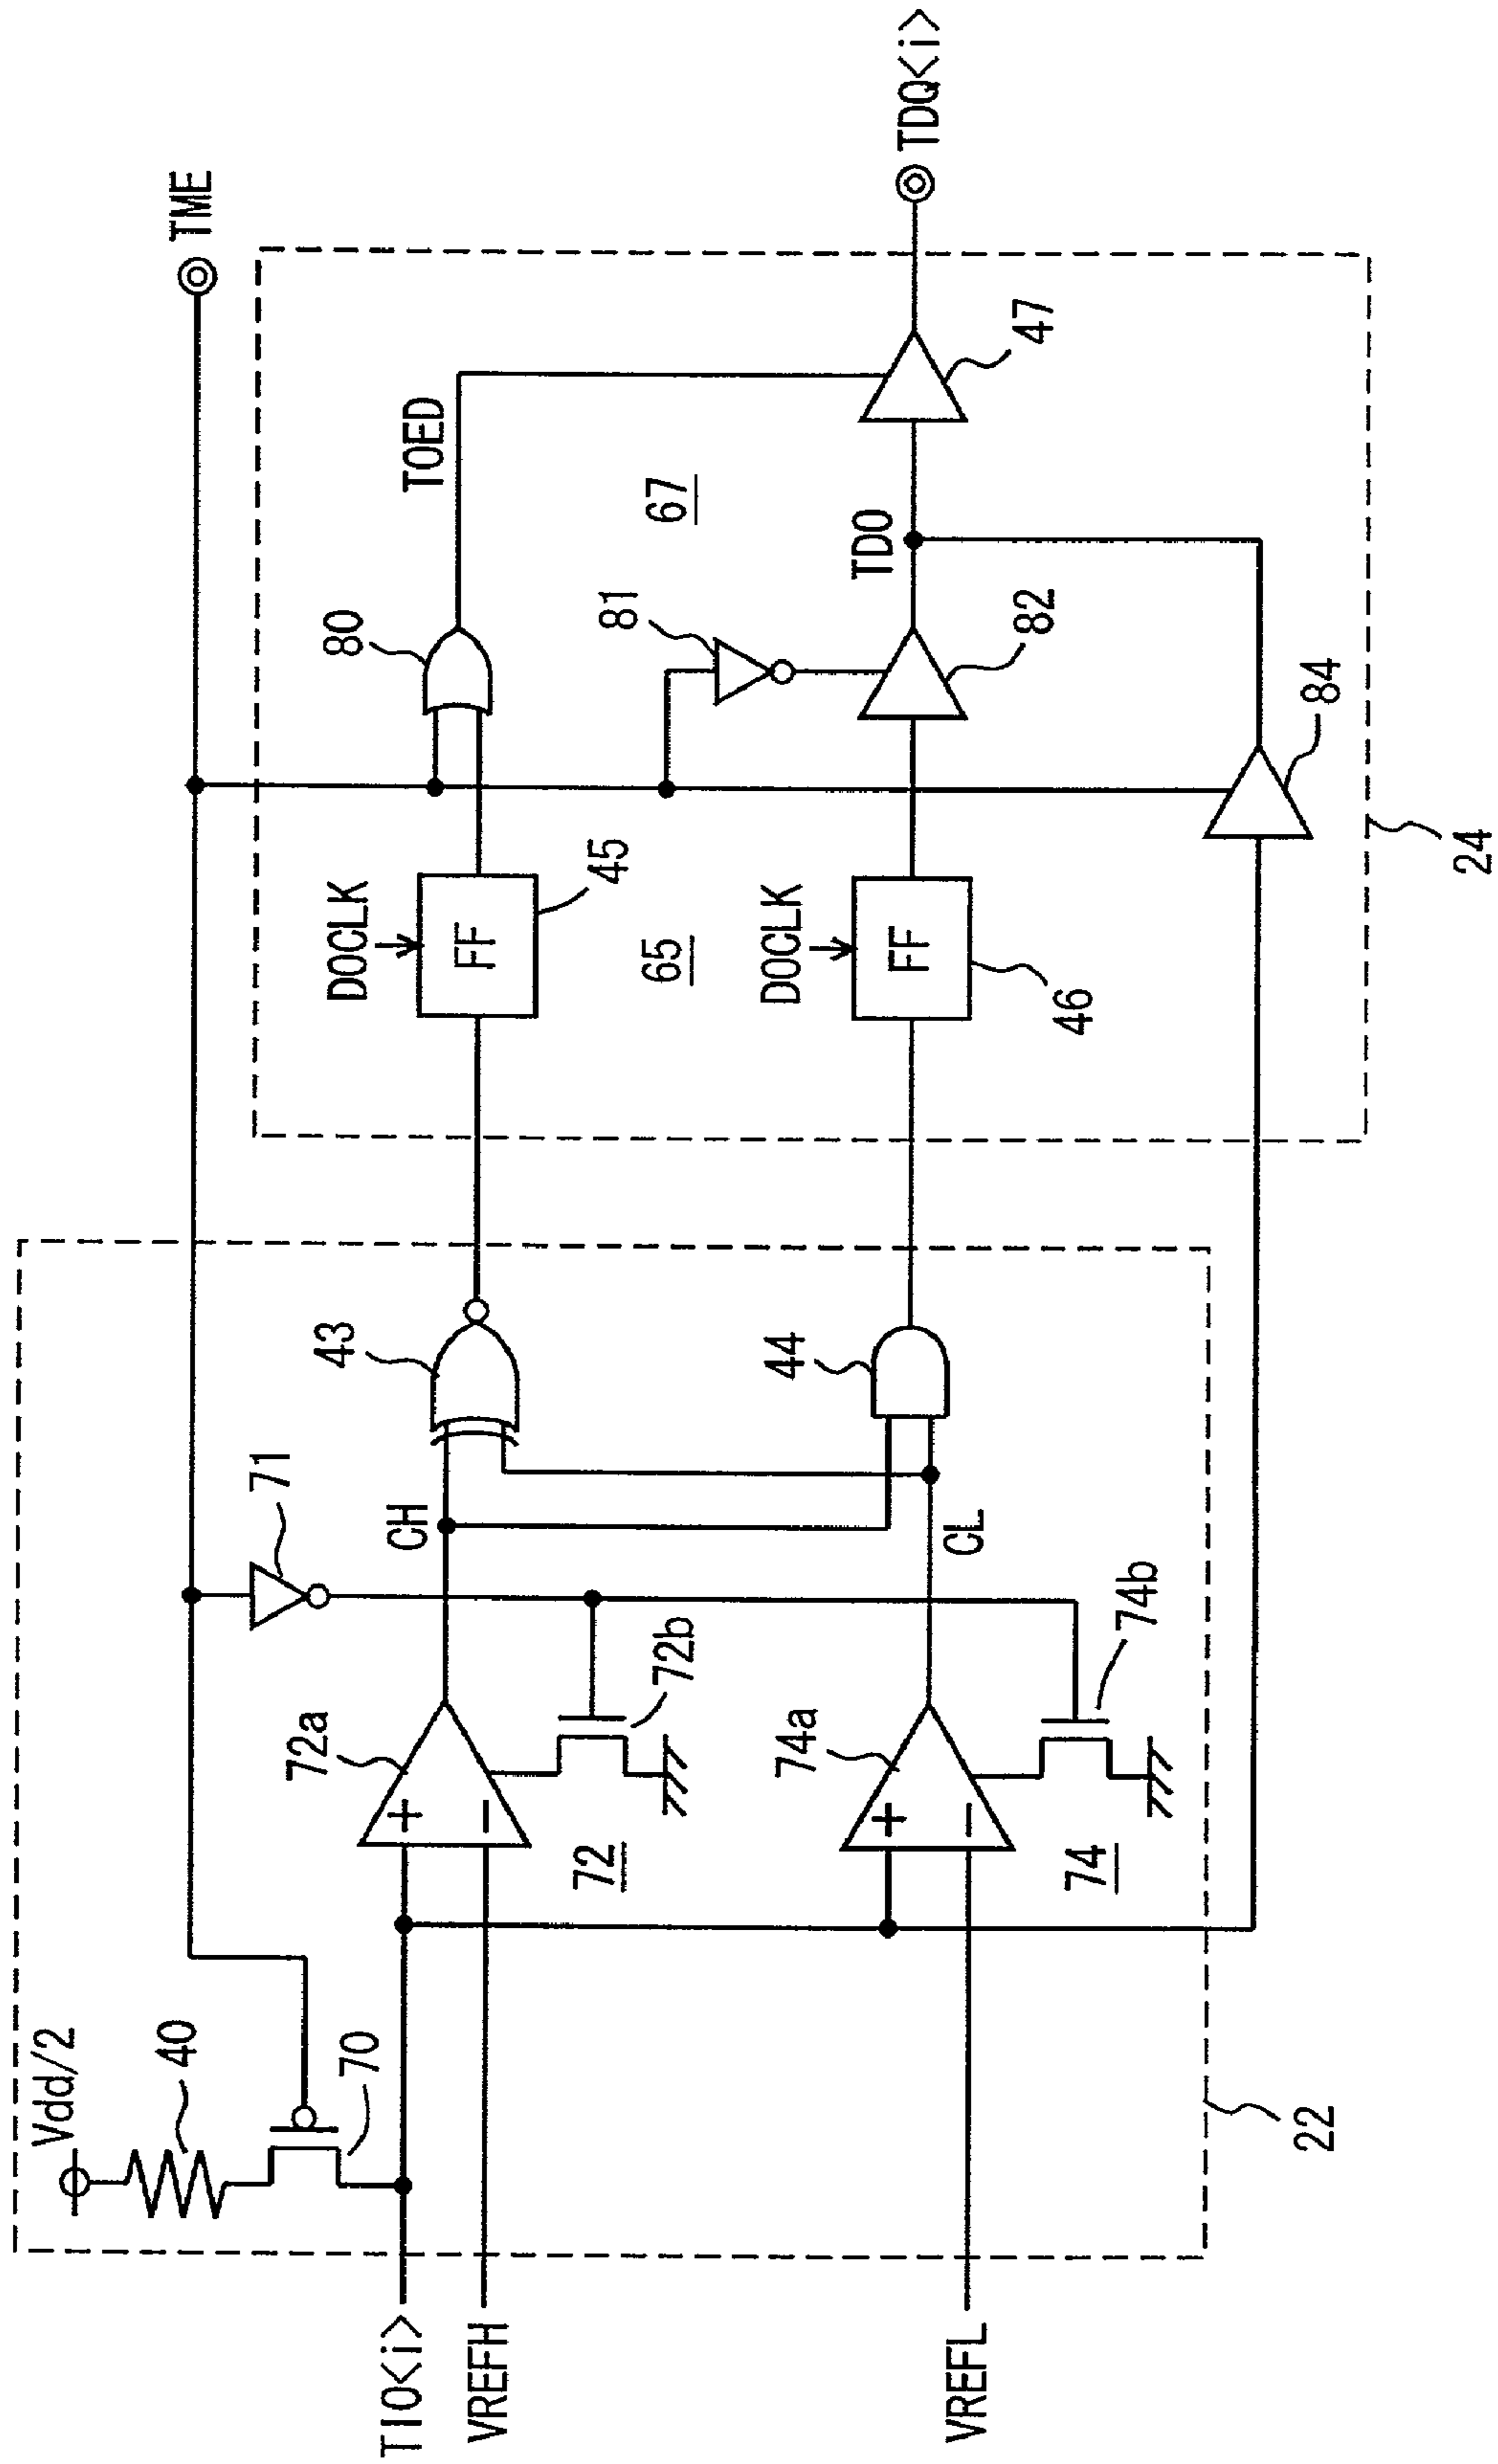 TME
Vdd/2
40
70
71
72a
CH
43
DOCLK
FF
45
80
TOED
72b
72
TIO<i>
VREFH
65
81
67
74a
CL
44
DOCLK
FF
46
82
TDO
47
TDQ<i>
74b
74
VREFL
84
22
24